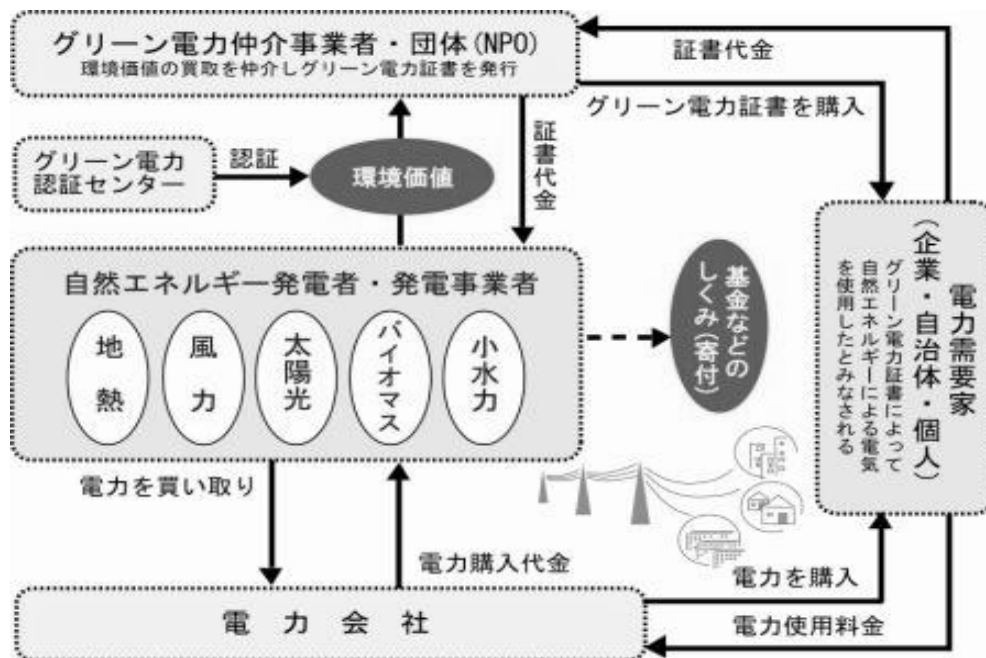 グリーン電力仲介事業者・団体(NPO)
環境価値の買取を仲介しグリーン電力証書を発行
証書代金
グリーン電力証書を購入
グリーン電力
認証センター
認証
環境価値
証書代金
自然エネルギー発電者・発電事業者
地熱
風力
太陽光
バイオマス
小水力
基金などの
しくみ(寄付)
電力需要家
(企業・自治体・個人)
グリーン電力証書によって
自然エネルギーによる電気
を使用したとみなされる
電力を買い取り
電力購入代金
電力を購入
電力使用料金
電力会社